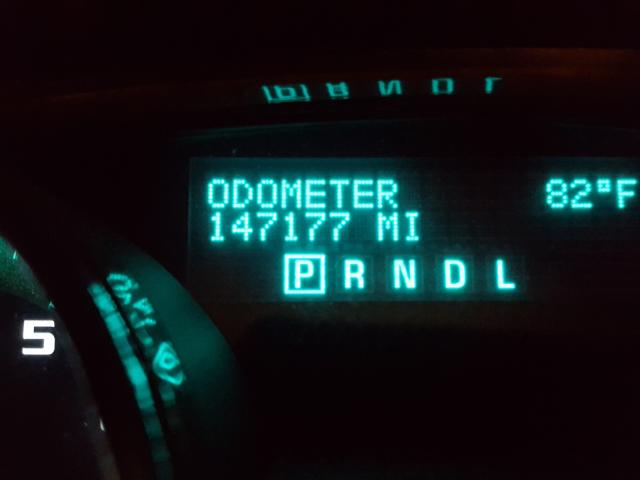 ODOMETER 82°F
147177 MI
P R N D L
5